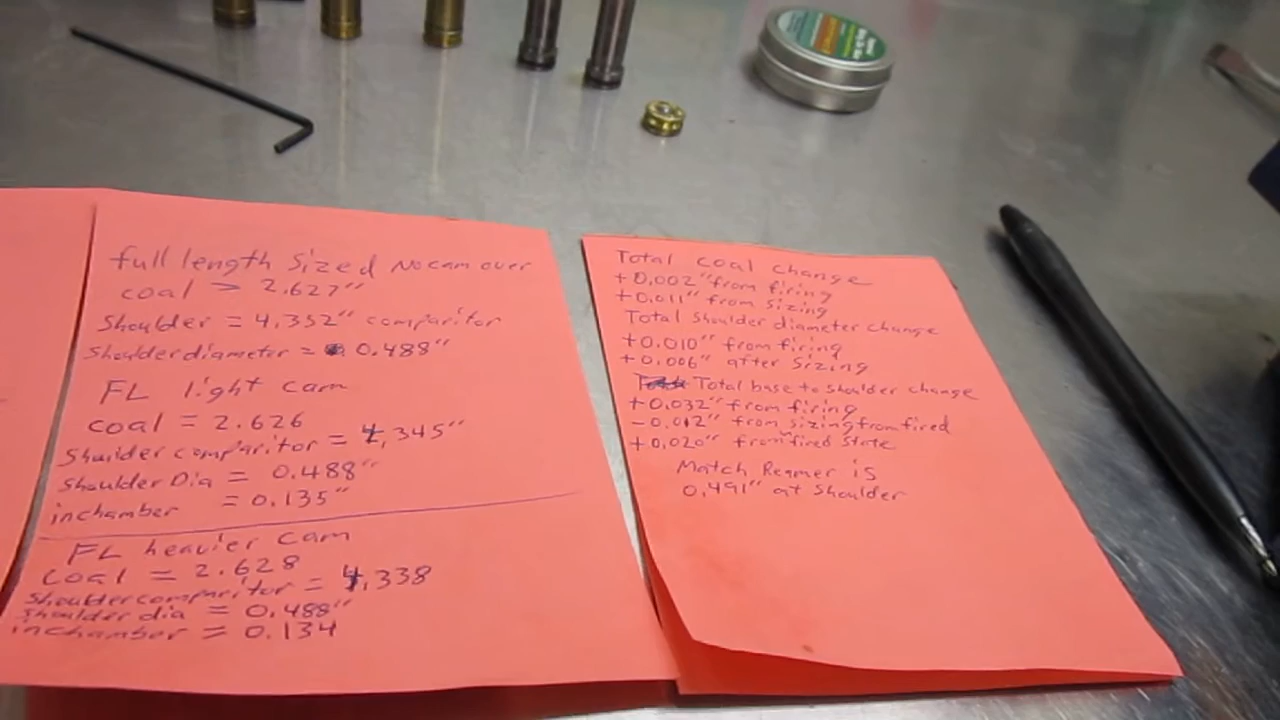 full length Sized No cam over
coal > 2.627"
Shoulder = 4.352" comparitor
Shoulder diameter = 0.488"
FL light cam
coal = 2.626
Shoulder comparitor = 4.345"
Shoulder Dia = 0.488"
inchamber = 0.135"
FL heavier cam
coal = 2.628
Shouldercomparitor = 4.338
Shoulder dia = 0.488"
inchamber = 0.134
Total coal change
+0.002" from firing
+0.011" from sizing
Total shoulder diameter change
+0.010" from firing
+0.006" after sizing
Total base to shoulder change
+0.032" from firing
-0.012" from sizing from fired
+0.020" from unfired state
Match Reamer is
0.491" at Shoulder